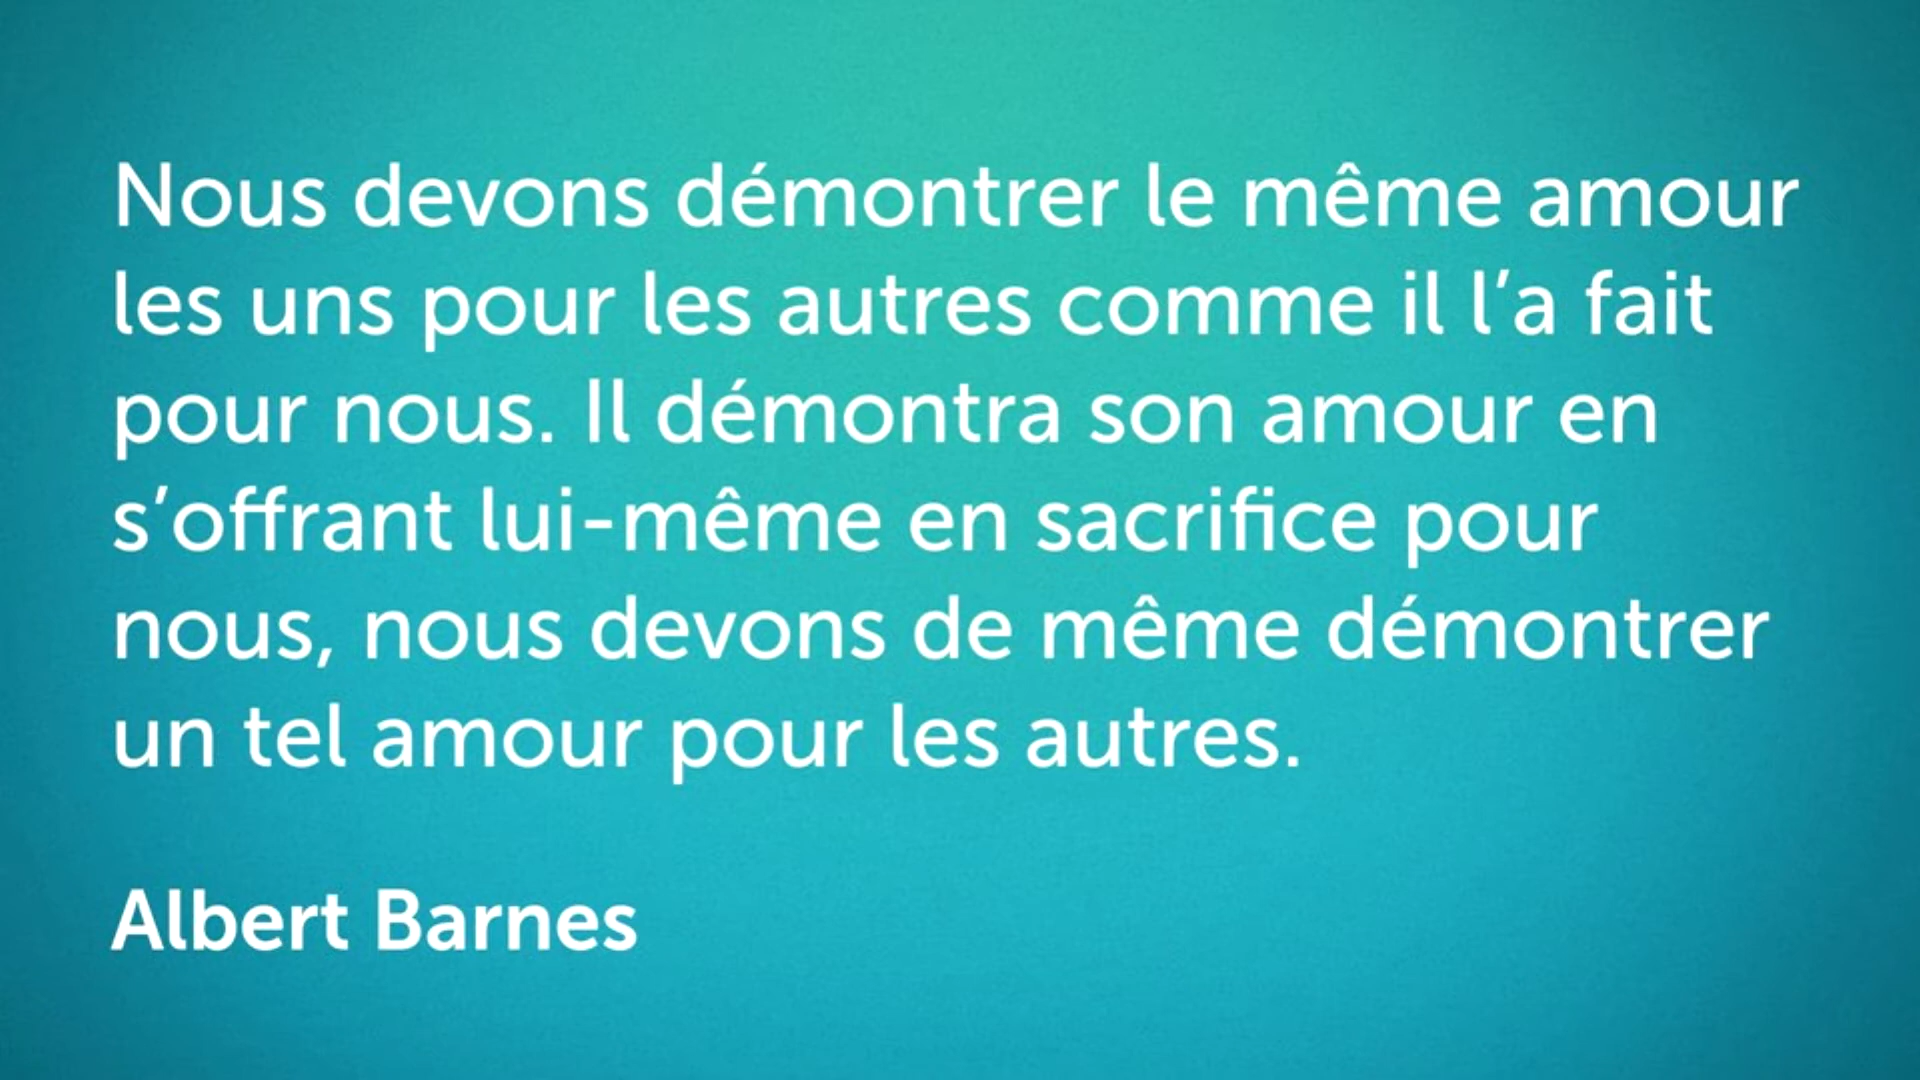 Nous devons démontrer le même amour
les uns pour les autres comme il l’a fait
pour nous. Il démontra son amour en
s’offrant lui-même en sacrifice pour
nous, nous devons de même démontrer
un tel amour pour les autres.
Albert Barnes